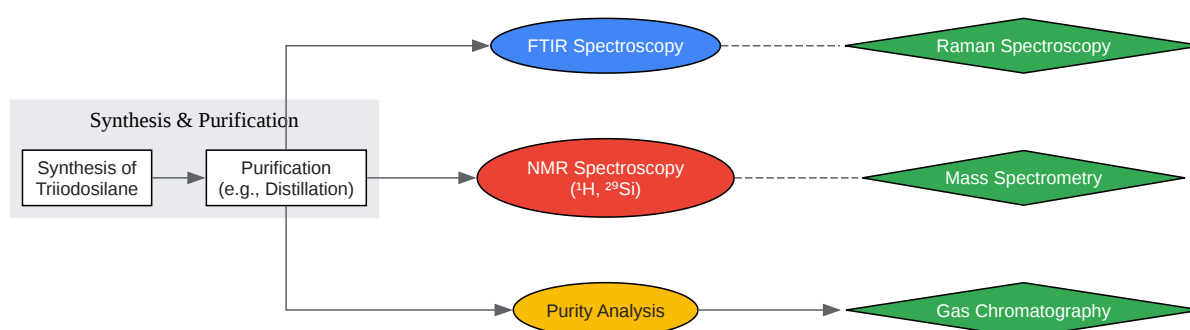 FTIR Spectroscopy
Raman Spectroscopy
Synthesis & Purification
Synthesis of
Triiodosilane
Purification
(e.g., Distillation)
NMR Spectroscopy
(¹H, ²⁹Si)
Mass Spectrometry
Purity Analysis
Gas Chromatography